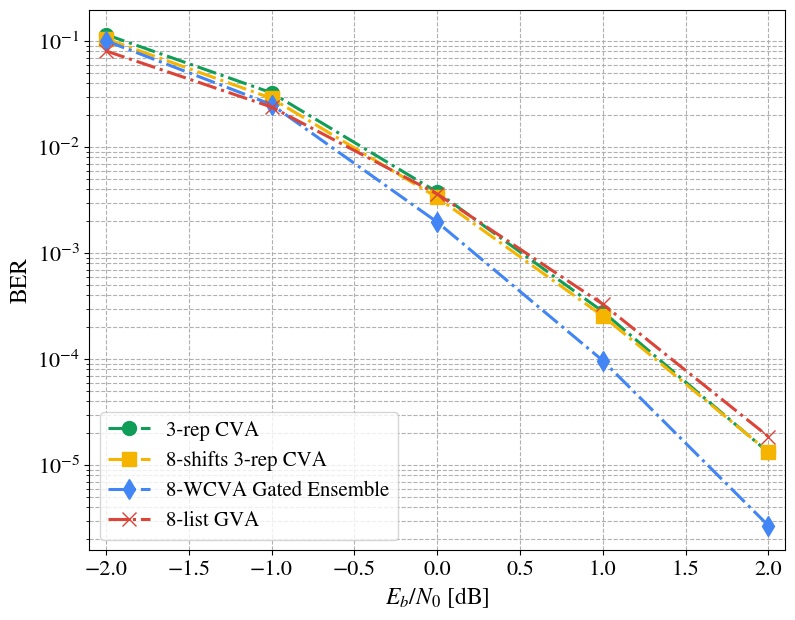 10⁻¹
10⁻²
10⁻³
10⁻⁴
10⁻⁵
BER
3-rep CVA
8-shifts 3-rep CVA
8-WCVA Gated Ensemble
8-list GVA
−2.0 −1.5 −1.0 −0.5 0.0 0.5 1.0 1.5 2.0
E_b/N_0 [dB]